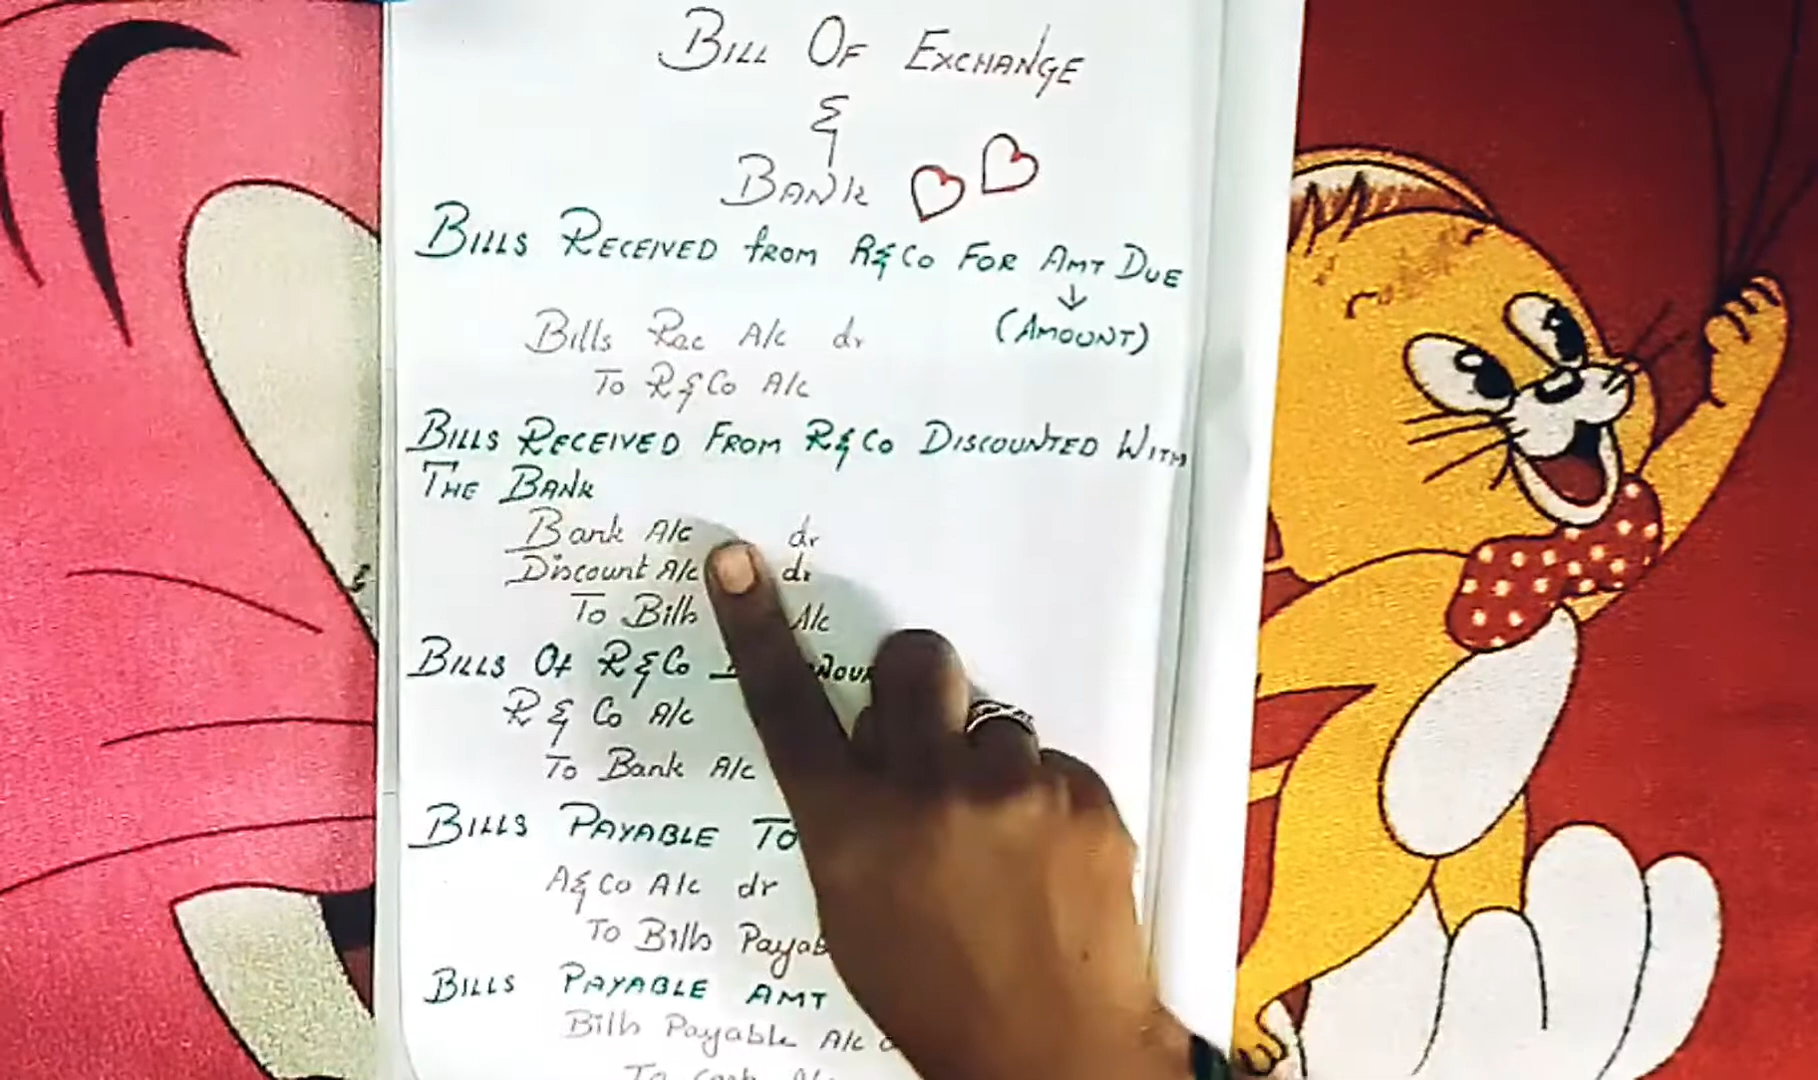 BILL OF EXCHANGE
&
BANK
BILLS RECEIVED from R&CO FOR AMT DUE
(AMOUNT)
Bills Rec A/c dr
To R&Co A/c
BILLS RECEIVED FROM R&Co DISCOUNTED WITH
THE BANK
Bank A/c dr
Discount A/c dr
To Bills A/c
BILLS Of R&Co
R & Co A/c
To Bank A/c
BILLS PAYABLE TO
A&Co A/c dr
To Bills
BILLS PAYABLE AMT
Bills Payable A/c
To Cash A/c